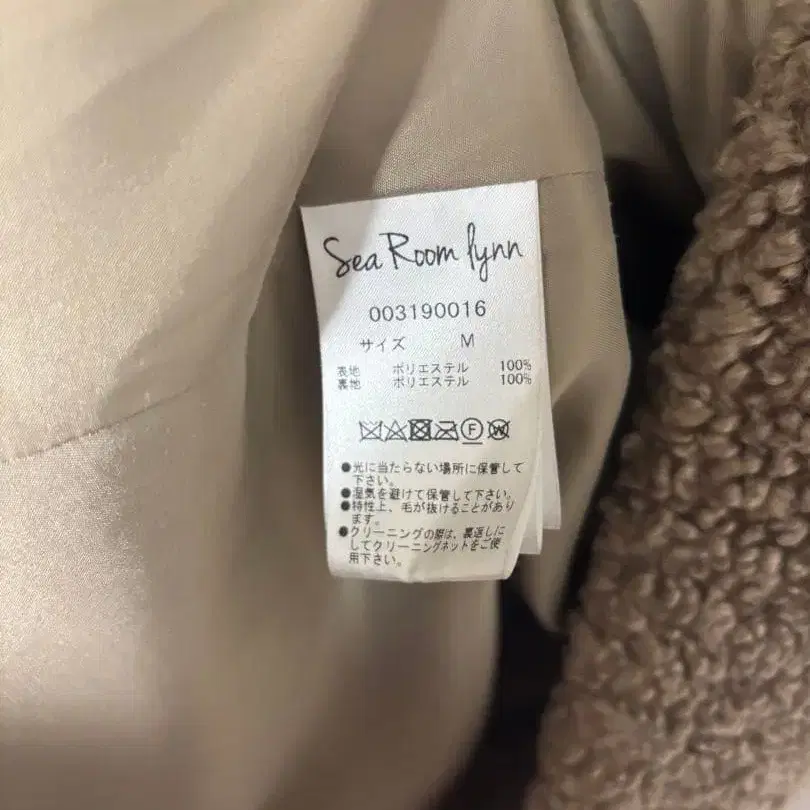 Sea Room lynn
003190016
サイズ M
表地 ポリエステル 100%
裏地 ポリエステル 100%
F W
●光に当たらない場所に保管して
下さい。
●湿気を避けて保管して下さい。
●特性上、毛が抜けることがあり
ます。
●クリーニングの際は、裏返しに
してクリーニングネットをご使
用下さい。